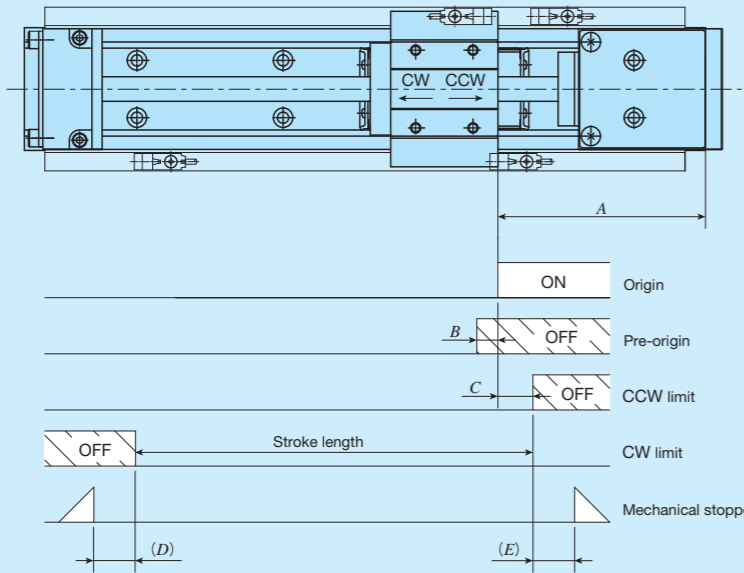 CW CCW
A
ON
Origin
B
OFF
Pre-origin
C
OFF
CCW limit
OFF
Stroke length
CW limit
Mechanical stoppe
(D)
(E)